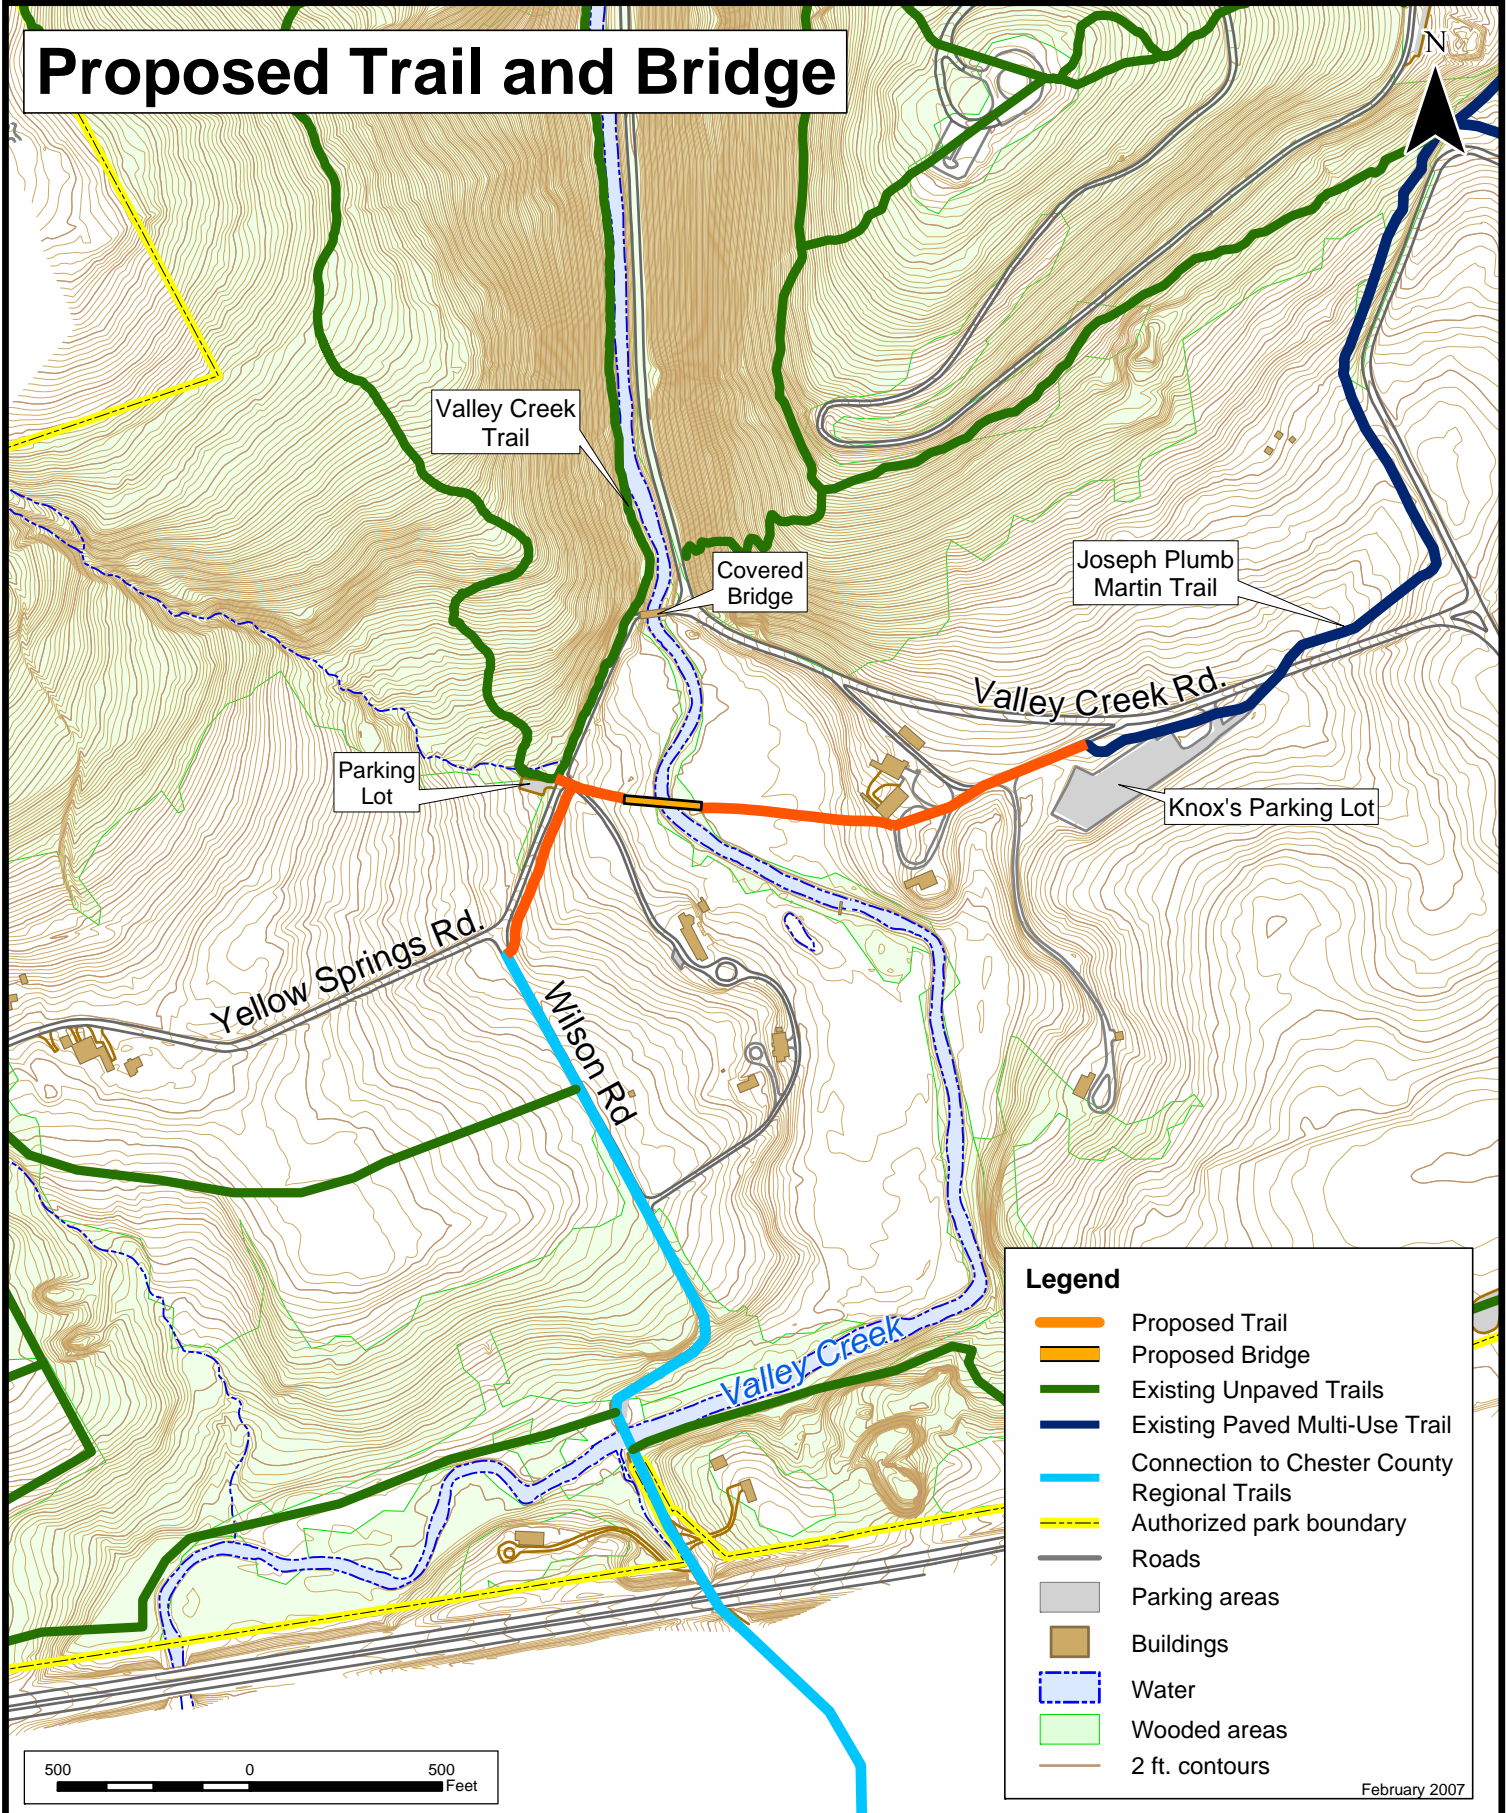 Proposed Trail and Bridge
N
Valley Creek
Trail
Covered
Bridge
Joseph Plumb
Martin Trail
Valley Creek Rd.
Parking
Lot
Knox's Parking Lot
Yellow Springs Rd.
Wilson Rd
Valley Creek
Legend
Proposed Trail
Proposed Bridge
Existing Unpaved Trails
Existing Paved Multi-Use Trail
Connection to Chester County
Regional Trails
Authorized park boundary
Roads
Parking areas
Buildings
Water
Wooded areas
2 ft. contours
February 2007
500 0 500
Feet